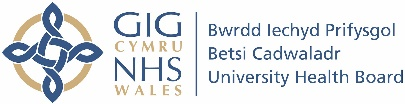 GIG
CYMRU
NHS
WALES
Bwrdd Iechyd Prifysgol
Betsi Cadwaladr
University Health Board